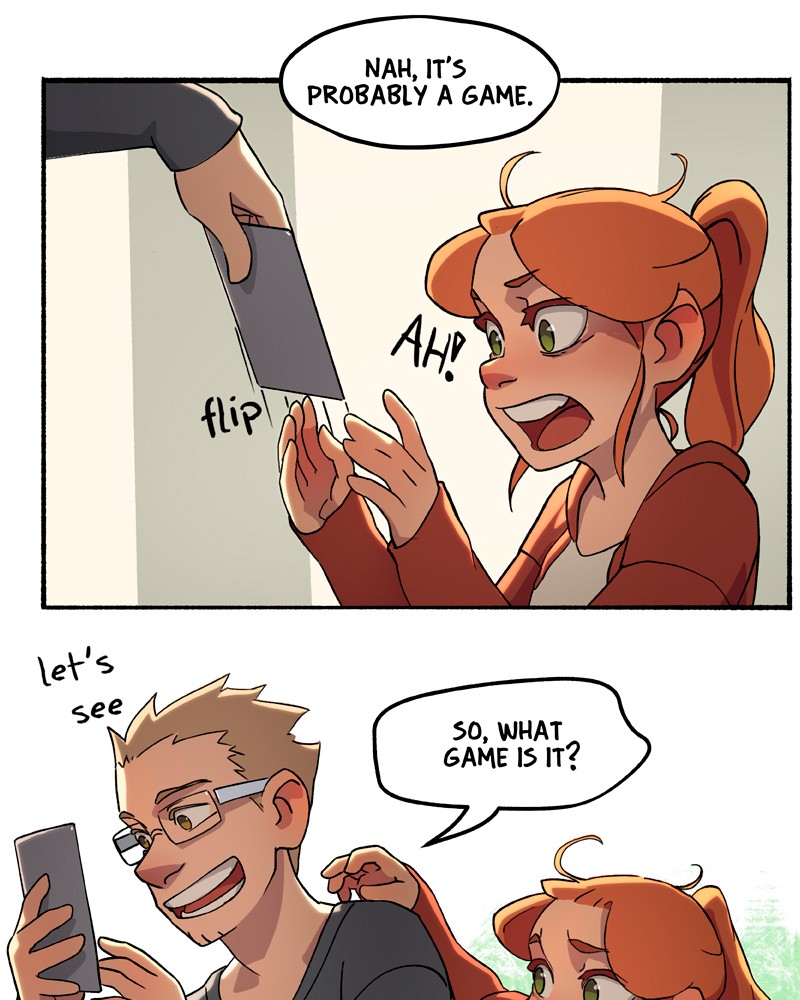 NAH, IT'S
PROBABLY A GAME.
AH!
flip
let's
see
SO, WHAT
GAME IS IT?